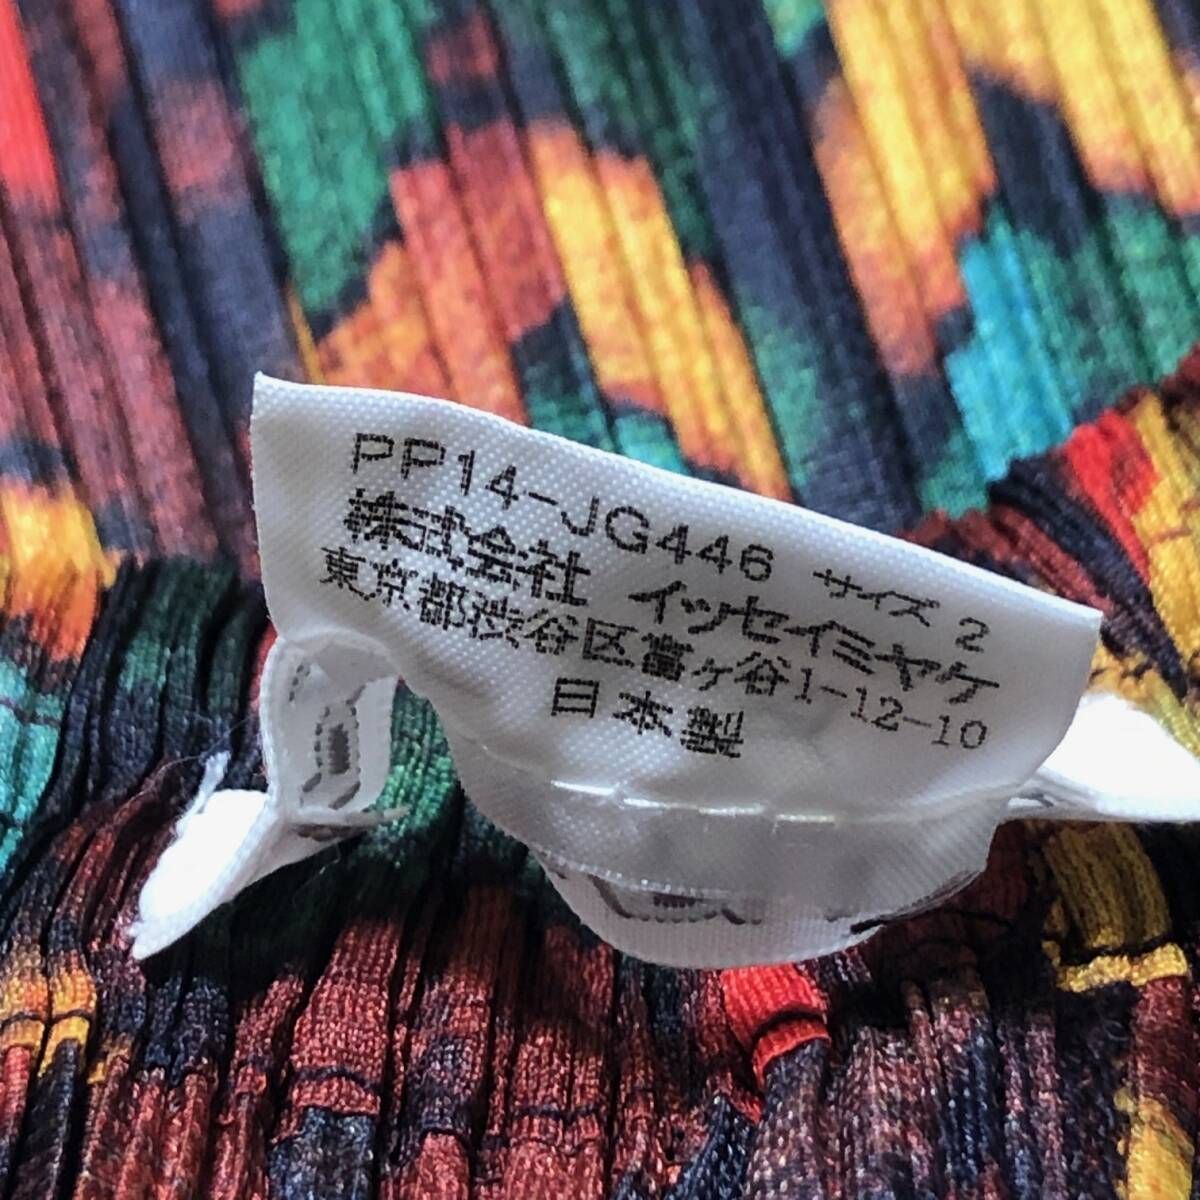 PP14-JG446 サイズ 2
株式会社 イッセイミヤケ
東京都渋谷区富ヶ谷1-12-10
日本製